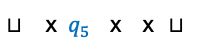 ⊔ x q₅ x x ⊔